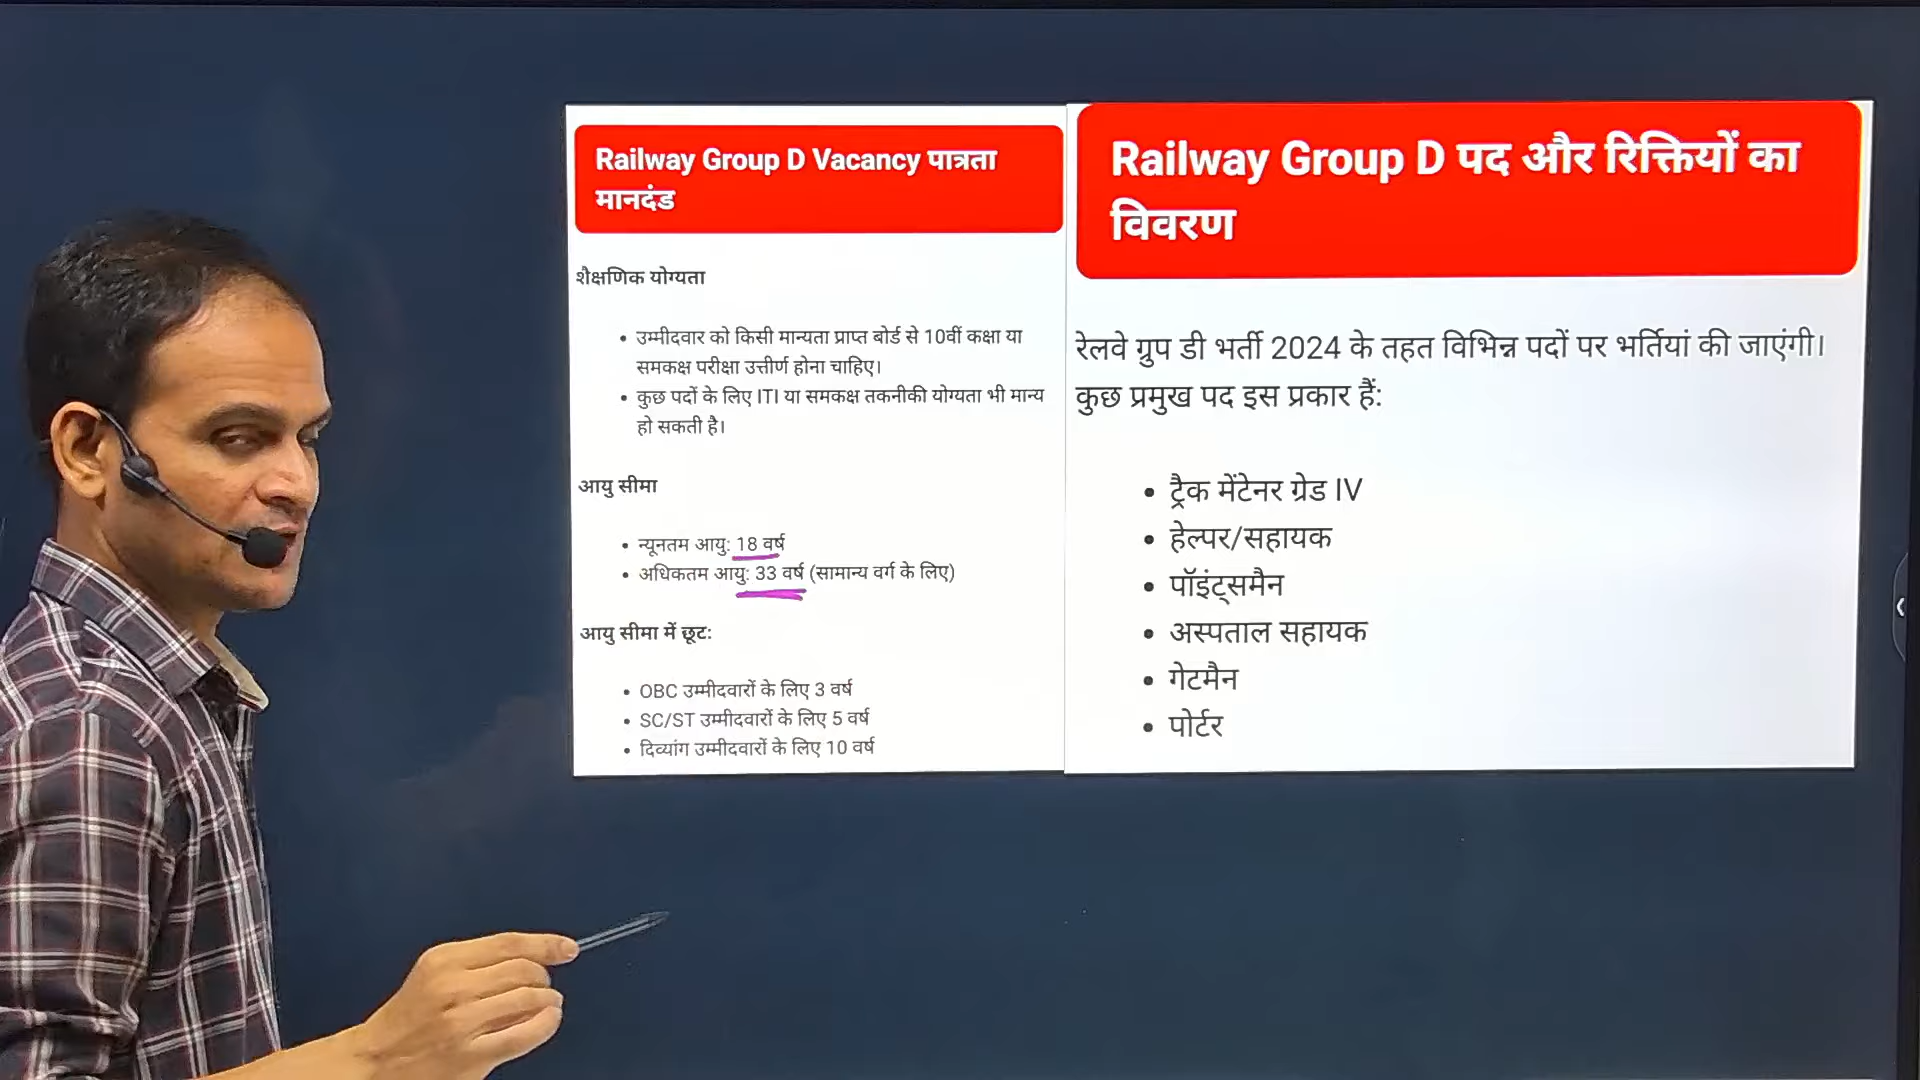 Railway Group D Vacancy पात्रता
मानदंड
शैक्षणिक योग्यता
• उम्मीदवार को किसी मान्यता प्राप्त बोर्ड से 10वीं कक्षा या
समकक्ष परीक्षा उत्तीर्ण होना चाहिए।
• कुछ पदों के लिए ITI या समकक्ष तकनीकी योग्यता भी मान्य
हो सकती है।
आयु सीमा
• न्यूनतम आयु: 18 वर्ष
• अधिकतम आयु: 33 वर्ष (सामान्य वर्ग के लिए)
आयु सीमा में छूट:
• OBC उम्मीदवारों के लिए 3 वर्ष
• SC/ST उम्मीदवारों के लिए 5 वर्ष
• दिव्यांग उम्मीदवारों के लिए 10 वर्ष
Railway Group D पद और रिक्तियों का
विवरण
रेलवे ग्रुप डी भर्ती 2024 के तहत विभिन्न पदों पर भर्तियां की जाएंगी।
कुछ प्रमुख पद इस प्रकार हैं:
• ट्रैक मेंटेनर ग्रेड IV
• हेल्पर/सहायक
• पॉइंट्समैन
• अस्पताल सहायक
• गेटमैन
• पोर्टर